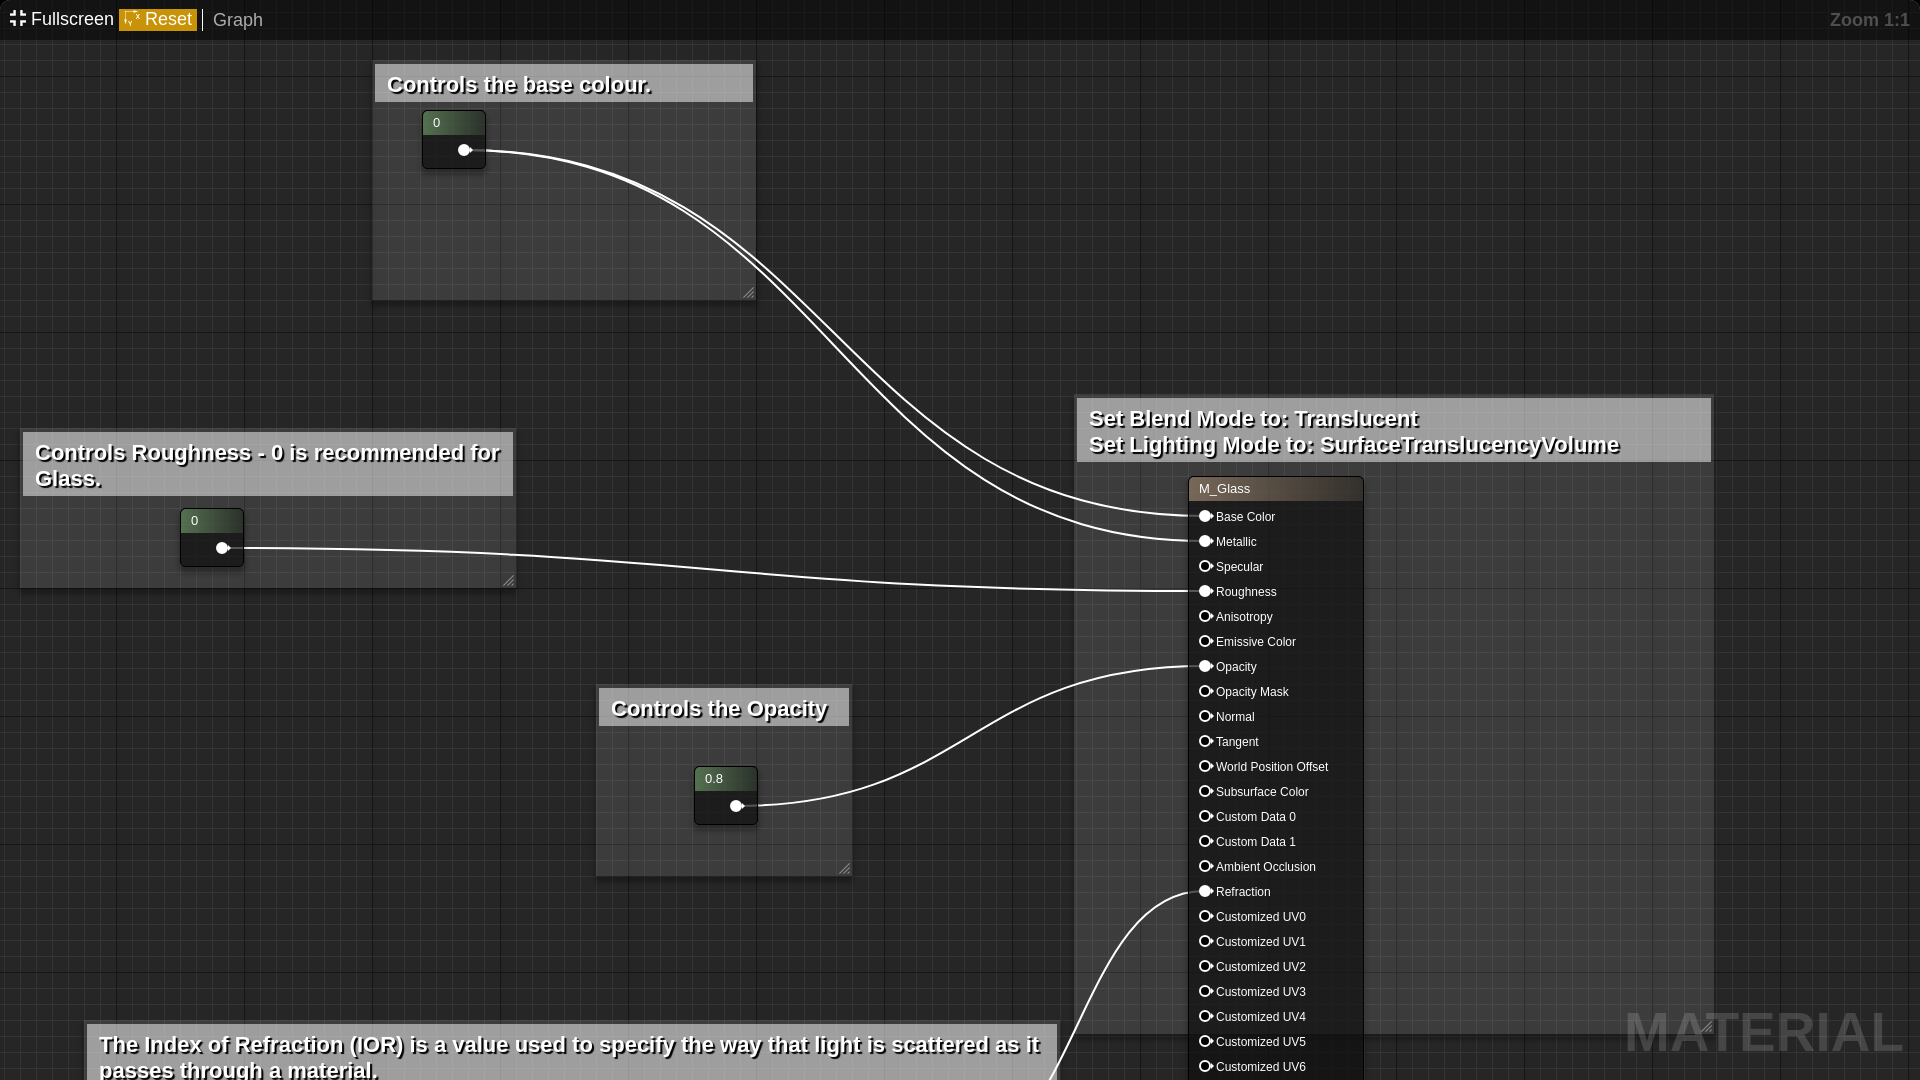 Fullscreen Reset Graph Zoom 1:1
Controls the base colour.
0
Controls Roughness - 0 is recommended for
Glass.
0
Controls the Opacity
0.8
Set Blend Mode to: Translucent
Set Lighting Mode to: SurfaceTranslucencyVolume
M_Glass
Base Color
Metallic
Specular
Roughness
Anisotropy
Emissive Color
Opacity
Opacity Mask
Normal
Tangent
World Position Offset
Subsurface Color
Custom Data 0
Custom Data 1
Ambient Occlusion
Refraction
Customized UV0
Customized UV1
Customized UV2
Customized UV3
Customized UV4
Customized UV5
Customized UV6
The Index of Refraction (IOR) is a value used to specify the way that light is scattered as it
passes through a material.
MATERIAL